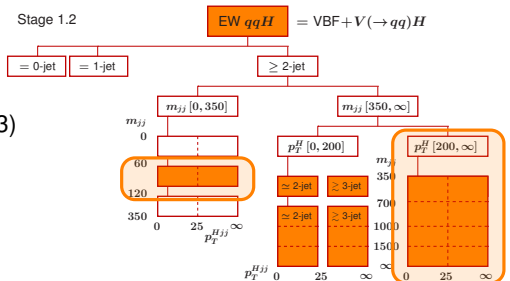 Stage 1.2
EW qqH = VBF+V(→qq)H
= 0-jet = 1-jet ≥ 2-jet
3)
m_jj [0, 350] m_jj [350, ∞]
m_jj
0
60
120
350
0 25 ∞
p_T^Hjj
p_T^H [0, 200] p_T^H [200, ∞]
≃ 2-jet ≳ 3-jet
≃ 2-jet ≳ 3-jet
p_T^Hjj 0 25 ∞
m_jj
350
700
1000
1500
∞
0 25 ∞